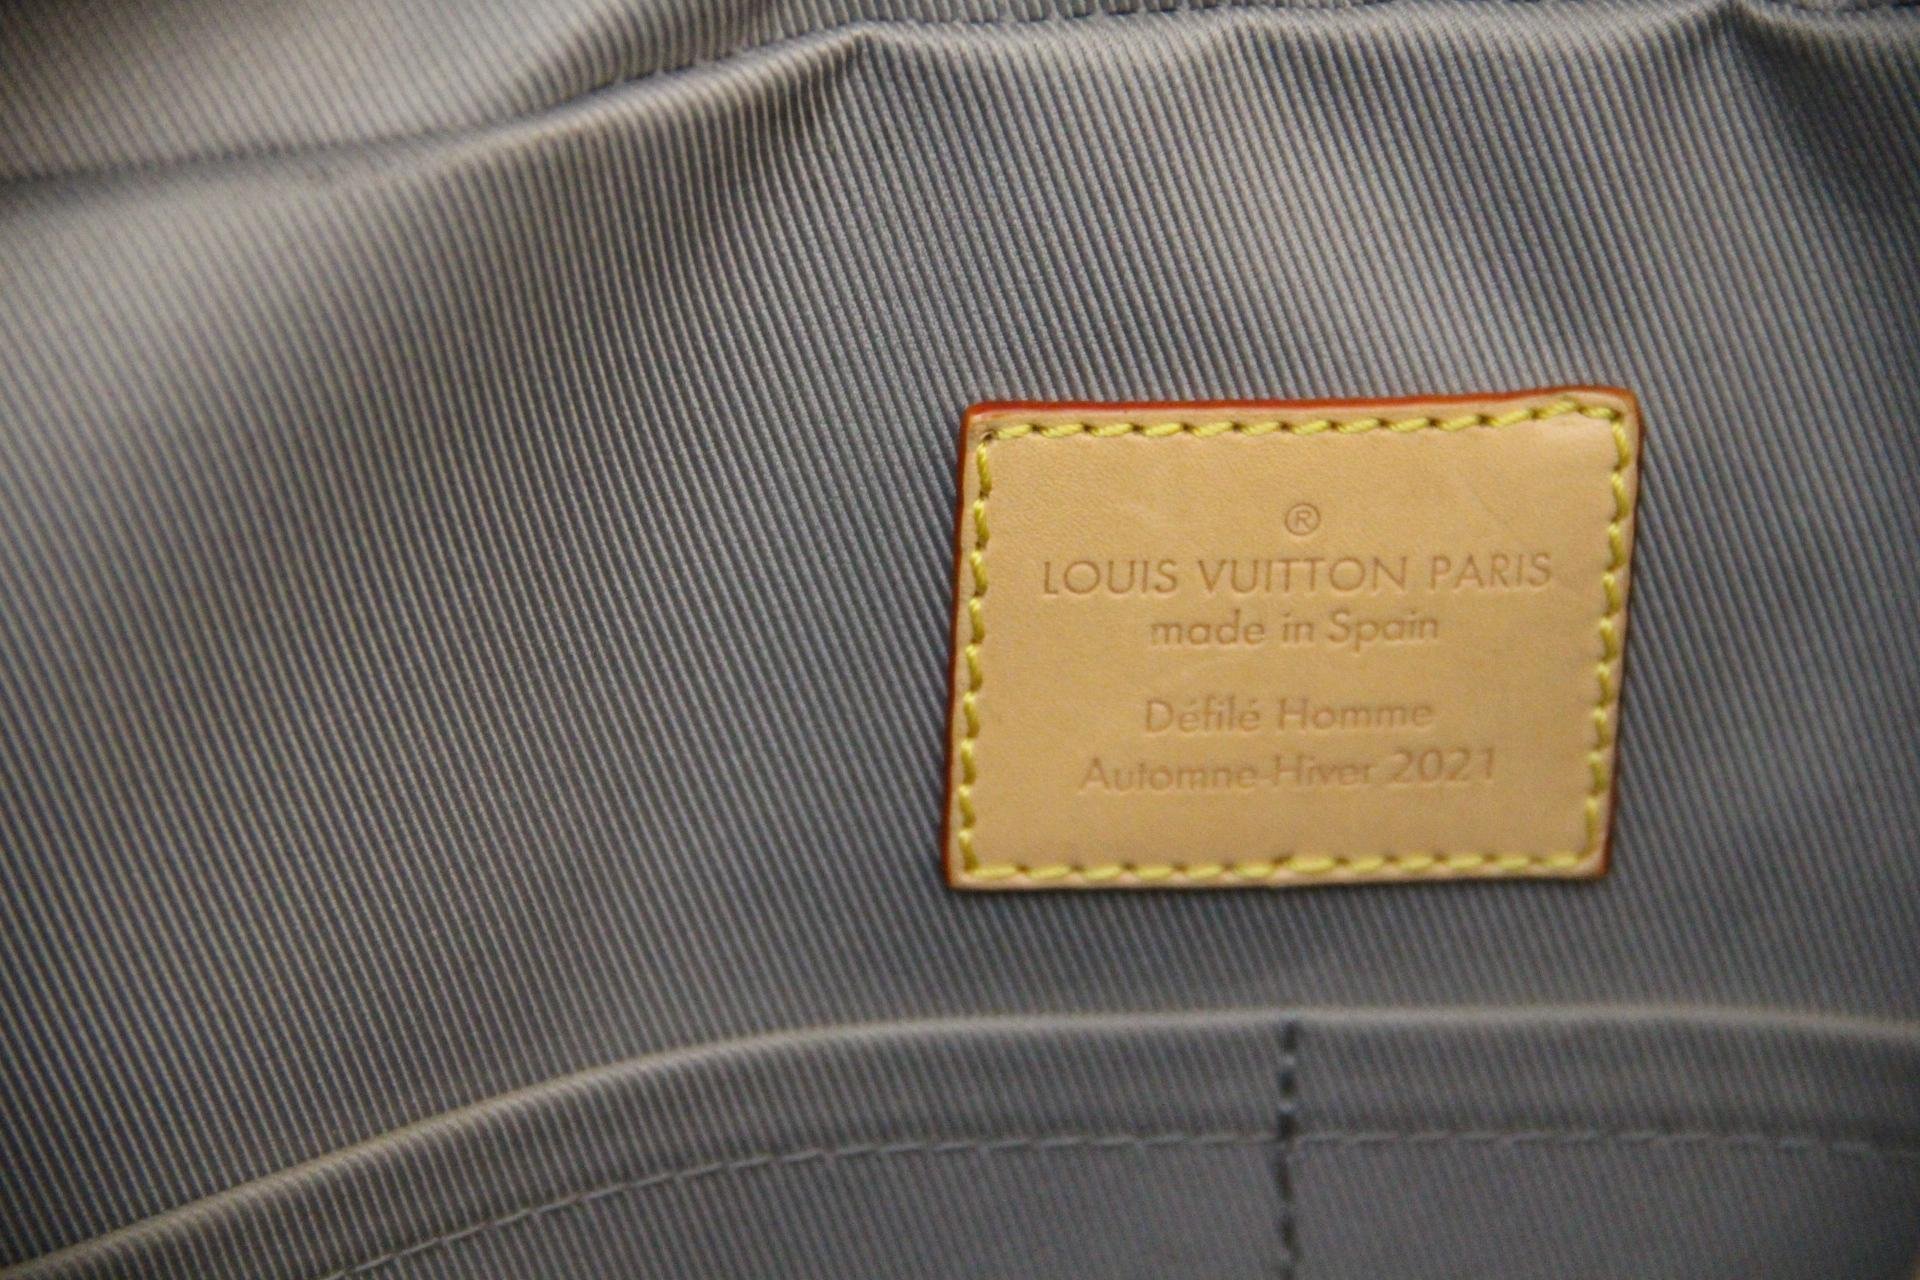 ®
LOUIS VUITTON PARIS
made in Spain
Défilé Homme
Automne-Hiver 2021